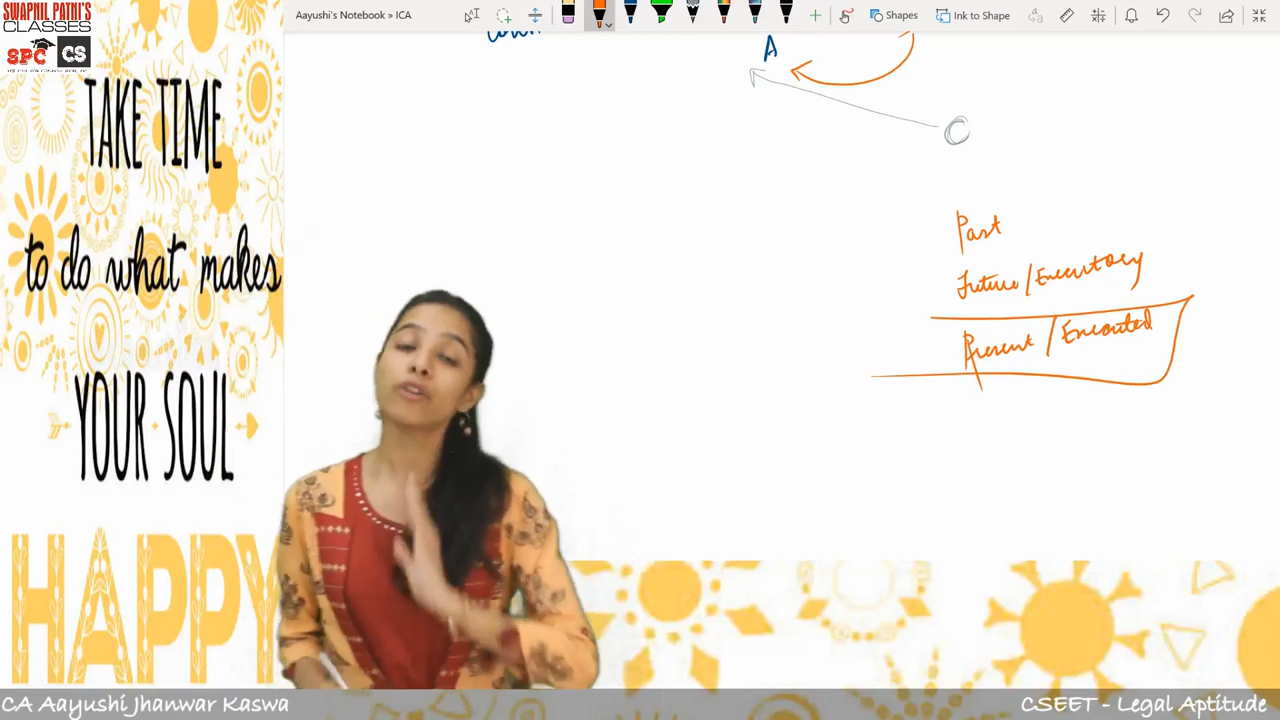 SWAPNIL PATNI'S
CLASSES
SPC CS
Aayushi's Notebook » ICA
Shapes
Ink to Shape
A
C
TAKE TIME
to do what makes
YOUR SOUL
HAPPY
Past
Future/Executory
Present/Executed
CA Aayushi Jhanwar Kaswa
CSEET - Legal Aptitude